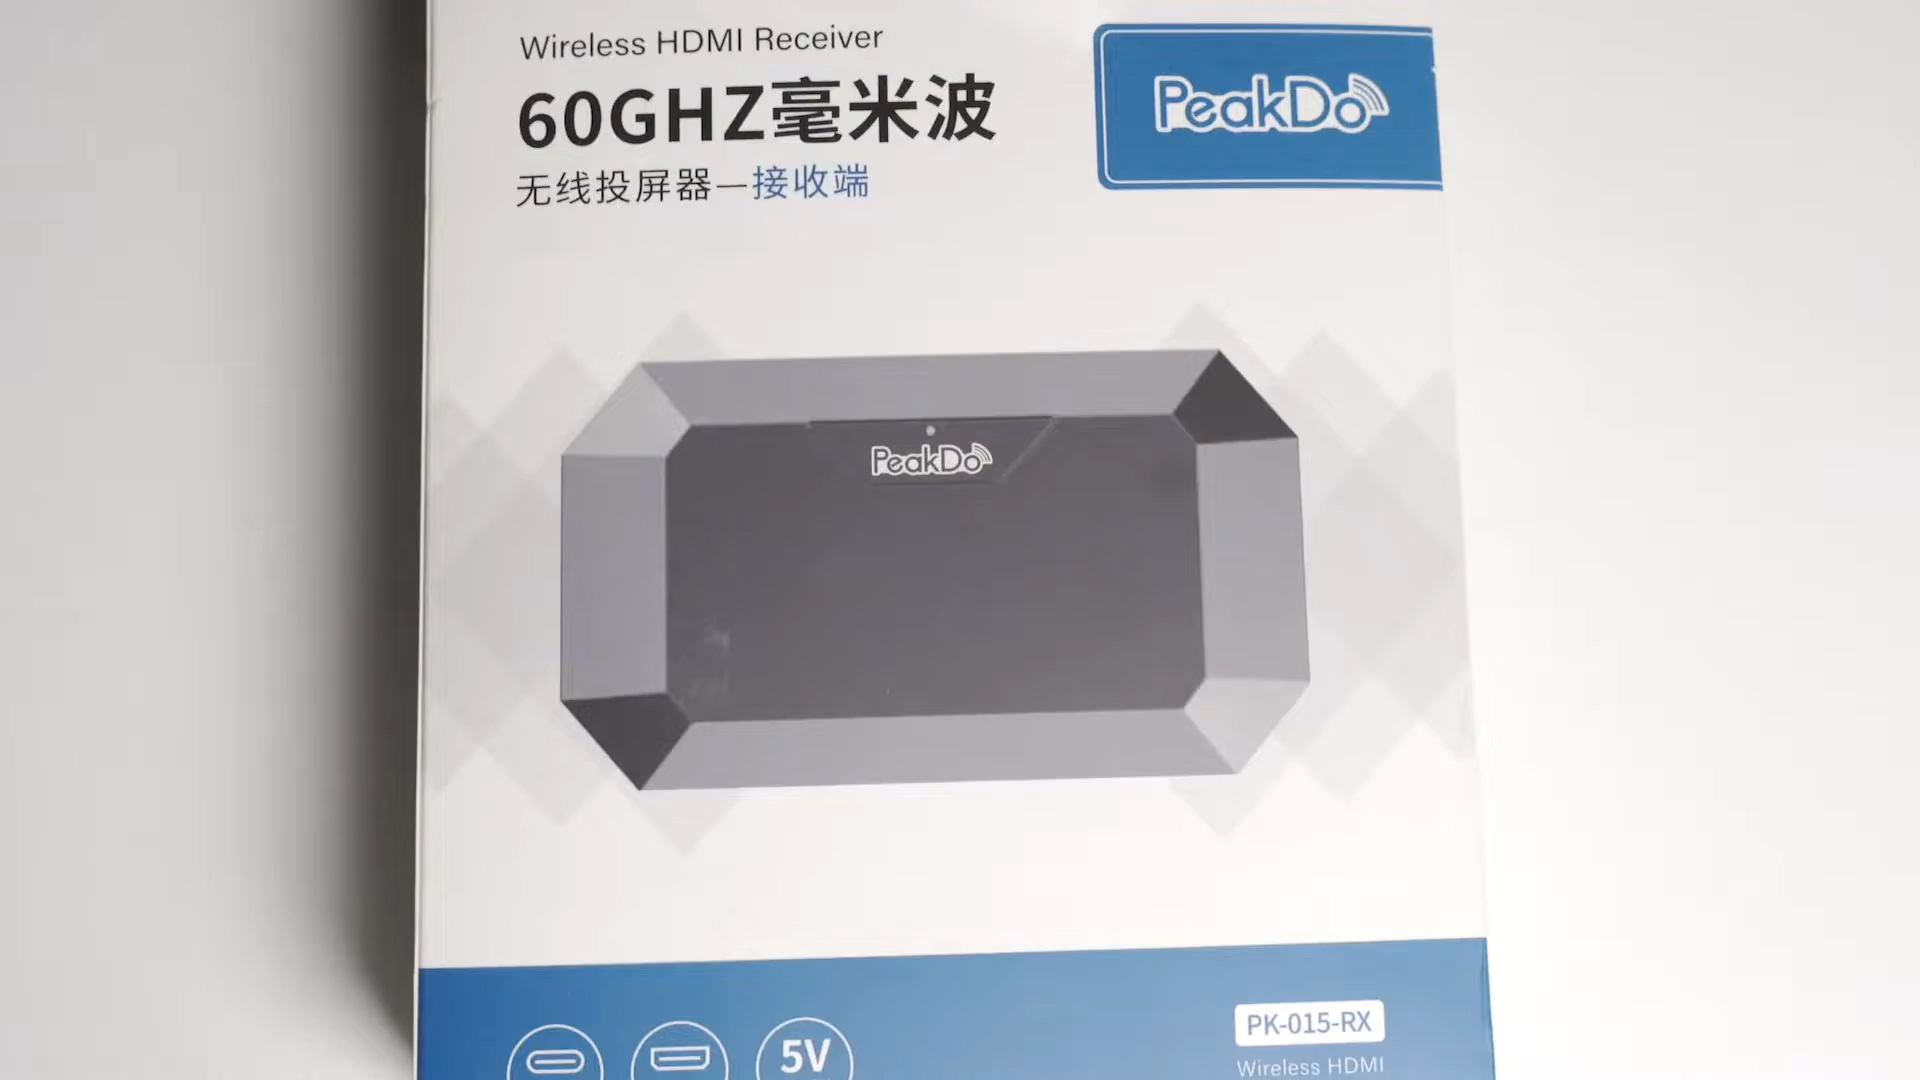 Wireless HDMI Receiver
60GHZ毫米波
无线投屏器—接收端
PeakDo
PeakDo
5V
PK-015-RX
Wireless HDMI